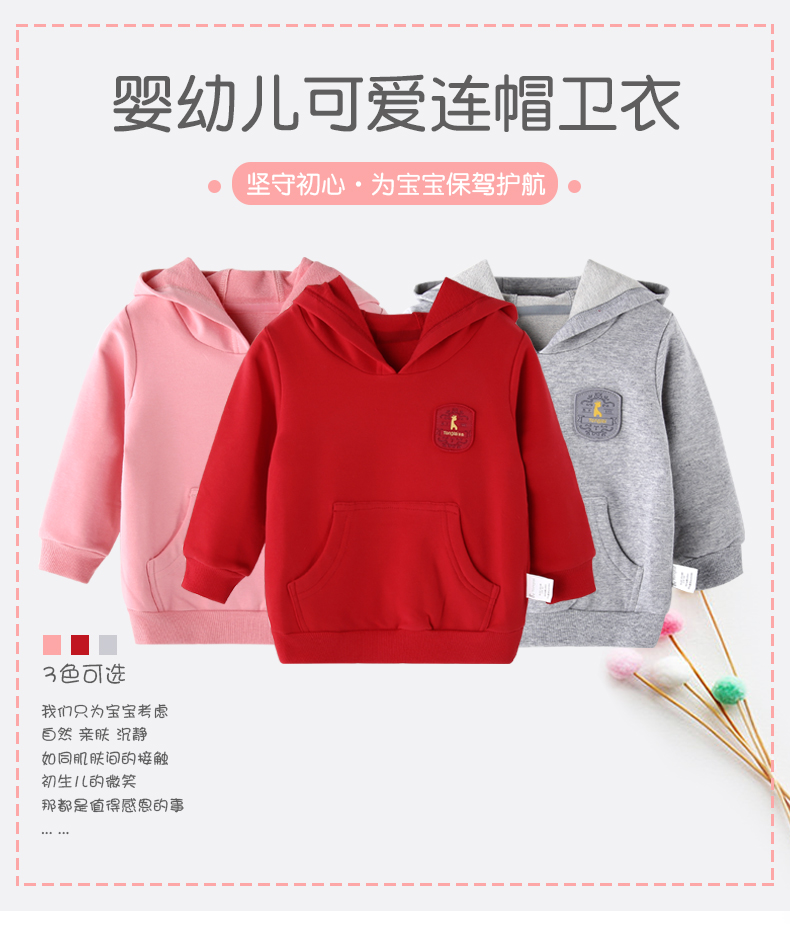 婴幼儿可爱连帽卫衣
坚守初心·为宝宝保驾护航
3色可选
我们只为宝宝考虑
自然 亲肤 沉静
如同肌肤间的接触
初生儿的微笑
那都是值得感恩的事
... ...